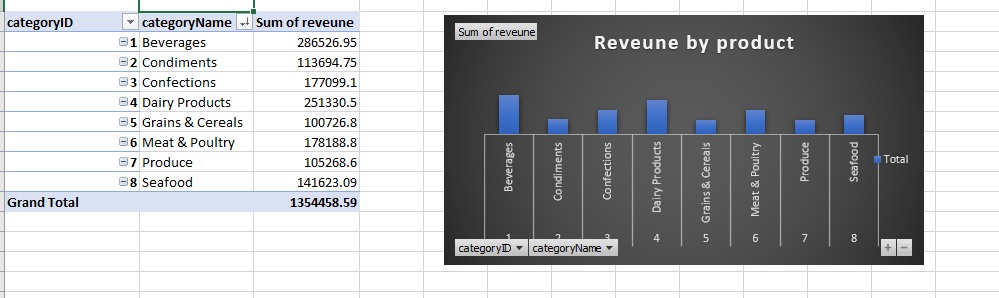 categoryID categoryName Sum of reveune
1 Beverages 286526.95
2 Condiments 113694.75
3 Confections 177099.1
4 Dairy Products 251330.5
5 Grains & Cereals 100726.8
6 Meat & Poultry 178188.8
7 Produce 105268.6
8 Seafood 141623.09
Grand Total 1354458.59
Sum of reveune
Reveune by product
Beverages
Condiments
Confections
Dairy Products
Grains & Cereals
Meat & Poultry
Produce
Seafood
Total
1 2 3 4 5 6 7 8
categoryID categoryName